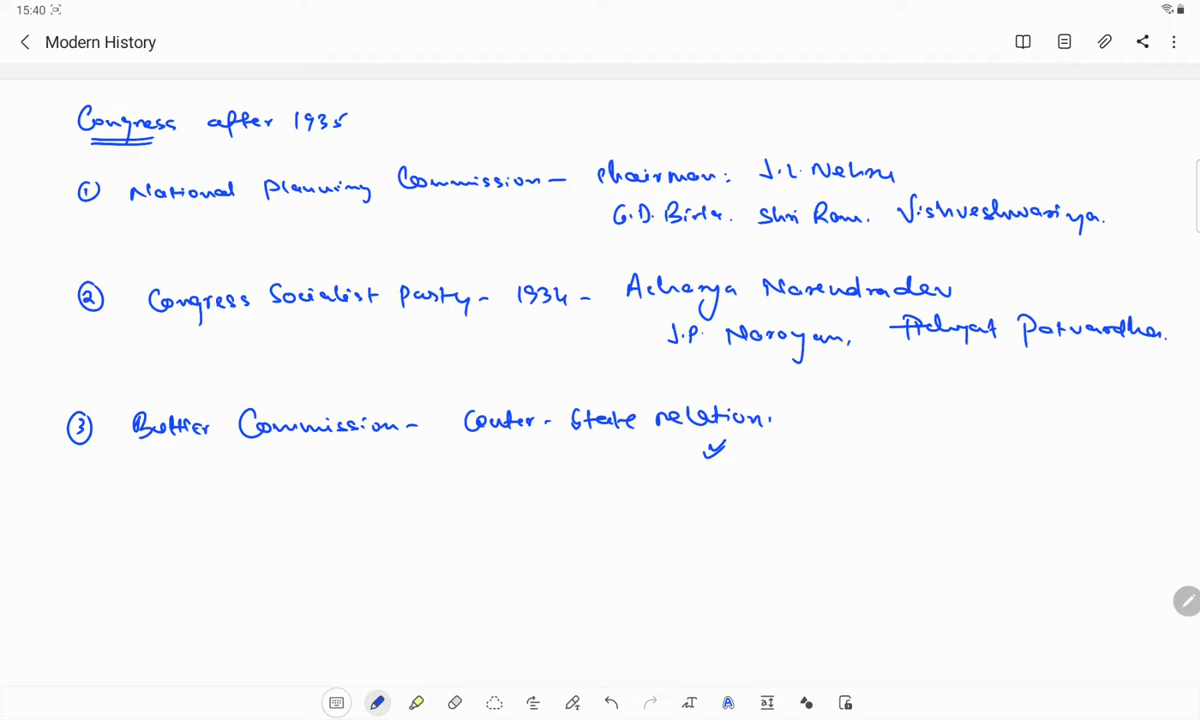 15:40
Modern History
Congress after 1935
① National Planning Commission - Chairman: J.L. Nehru
G.D. Birla. Shri Ram. Vishveshwariya.
② Congress Socialist Party - 1934 - Acharya Narendradev
J.P. Narayan, Patvardhan.
③ Butler Commission - Center - State relation.